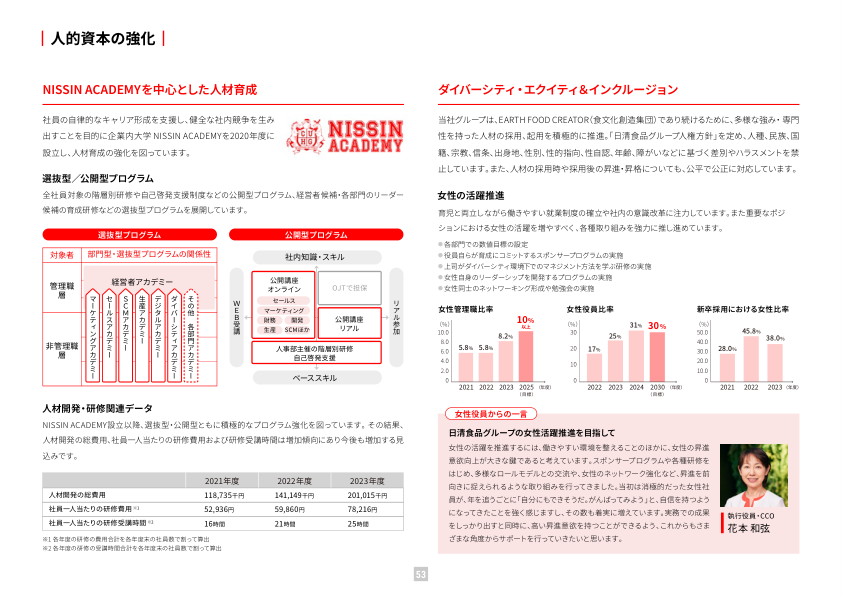 人的資本の強化
NISSIN ACADEMYを中心とした人材育成
社員の自律的なキャリア形成を支援し、健全な社内競争を生み
出すことを目的に企業内大学 NISSIN ACADEMYを2020年度に
設立し、人材育成の強化を図っています。
NISSIN
ACADEMY
選抜型／公開型プログラム
全社員対象の階層別研修や自己啓発支援制度などの公開型プログラム、経営者候補・各部門のリーダー
候補の育成研修などの選抜型プログラムを展開しています。
選抜型プログラム
対象者
部門型・選抜型プログラムの関係性
管理職
層
非管理職
層
経営者アカデミー
マーケティングアカデミー
セールスアカデミー
SCMアカデミー
生産アカデミー
デジタルアカデミー
ダイバーシティアカデミー
その他 各部門アカデミー
公開型プログラム
社内知識・スキル
WEB受講
公開講座
オンライン
セールス
マーケティング
財務 開発
生産 SCMほか
OJTで担保
公開講座
リアル
人事部主催の階層別研修
自己啓発支援
リアル参加
ベーススキル
人材開発・研修関連データ
NISSIN ACADEMY設立以降、選抜型・公開型ともに積極的なプログラム強化を図っています。その結果、
人材開発の総費用、社員一人当たりの研修費用および研修受講時間は増加傾向にあり今後も増加する見
込みです。
2021年度 2022年度 2023年度
人材開発の総費用 118,735千円 141,149千円 201,015千円
社員一人当たりの研修費用※1 52,936円 59,860円 78,216円
社員一人当たりの研修受講時間※2 16時間 21時間 25時間
※1 各年度の研修の費用合計を各年度末の社員数で割って算出
※2 各年度の研修の受講時間合計を各年度末の社員数で割って算出
ダイバーシティ・エクイティ＆インクルージョン
当社グループは、EARTH FOOD CREATOR（食文化創造集団）であり続けるために、多様な強み・専門
性を持った人材の採用、起用を積極的に推進。「日清食品グループ人権方針」を定め、人種、民族、国
籍、宗教、信条、出身地、性別、性的指向、性自認、年齢、障がいなどに基づく差別やハラスメントを禁
止しています。また、人材の採用時や採用後の昇進・昇格についても、公平で公正に対応しています。
女性の活躍推進
育児と両立しながら働きやすい就業制度の確立や社内の意識改革に注力しています。また重要なポジ
ションにおける女性の活躍を増やすべく、各種取り組みを強力に推し進めています。
●各部門での数値目標の設定
●役員自らが育成にコミットするスポンサープログラムの実施
●上司がダイバーシティ環境下でのマネジメント方法を学ぶ研修の実施
●女性自身のリーダーシップを開発するプログラムの実施
●女性同士のネットワーキング形成や勉強会の実施
女性管理職比率
(%)
10.0
8.0
6.0
4.0
2.0
0
5.8% 5.8% 8.2% 10%以上
2021 2022 2023 2025 (年度)
(目標)
女性役員比率
(%)
30
20
10
0
17% 25% 31% 30%
2022 2023 2024 2030 (年度)
(目標)
新卒採用における女性比率
(%)
50.0
40.0
30.0
20.0
10.0
0
28.0% 45.8% 38.0%
2021 2022 2023 (年度)
女性役員からの一言
日清食品グループの女性活躍推進を目指して
女性の活躍を推進するには、働きやすい環境を整えることのほかに、女性の昇進
意欲向上が大きな鍵であると考えています。スポンサープログラムや各種研修を
はじめ、多様なロールモデルとの交流や、女性のネットワーク強化など、昇進を前
向きに捉えられるような取り組みを行ってきました。当初は消極的だった女性社
員が、年を追うごとに「自分にもできそうだ。がんばってみよう」と、自信を持つよう
になってきたことを強く感じますし、その数も着実に増えています。実務での成果
をしっかり出すと同時に、高い昇進意欲を持つことができるよう、これからもさま
ざまな角度からサポートを行っていきたいと思います。
執行役員・CCO
花本 和弦
53